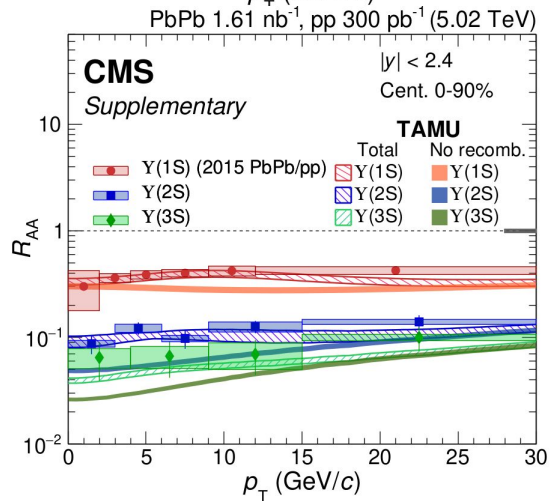 PbPb 1.61 nb⁻¹, pp 300 pb⁻¹ (5.02 TeV)
CMS
Supplementary
|y| < 2.4
Cent. 0-90%
TAMU
Total No recomb.
ϒ(1S) (2015 PbPb/pp)
ϒ(2S)
ϒ(3S)
ϒ(1S) ϒ(1S)
ϒ(2S) ϒ(2S)
ϒ(3S) ϒ(3S)
R_AA
10
1
10⁻¹
10⁻²
0 5 10 15 20 25 30
p_T (GeV/c)